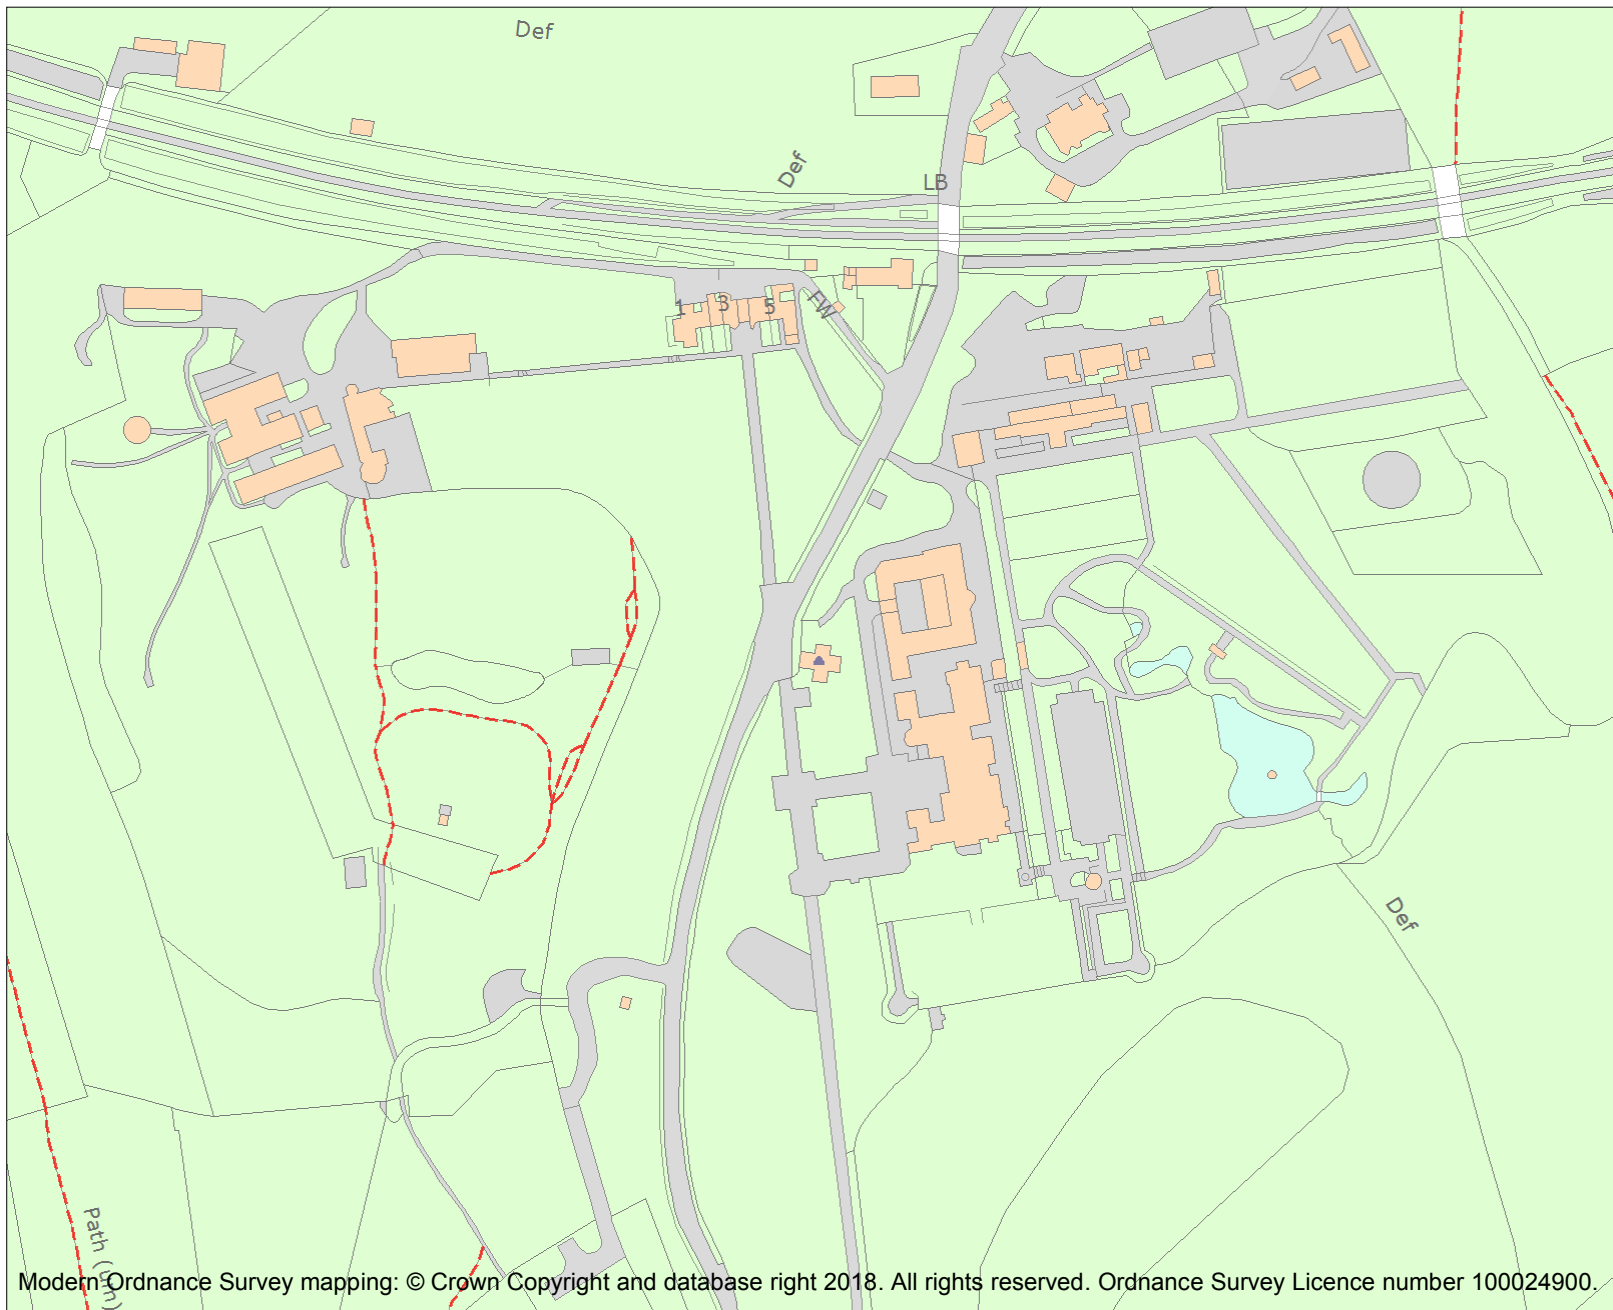 Def
Def
LB
1
3
5
FW
Def
Path (um)
Modern Ordnance Survey mapping: © Crown Copyright and database right 2018. All rights reserved. Ordnance Survey Licence number 100024900.